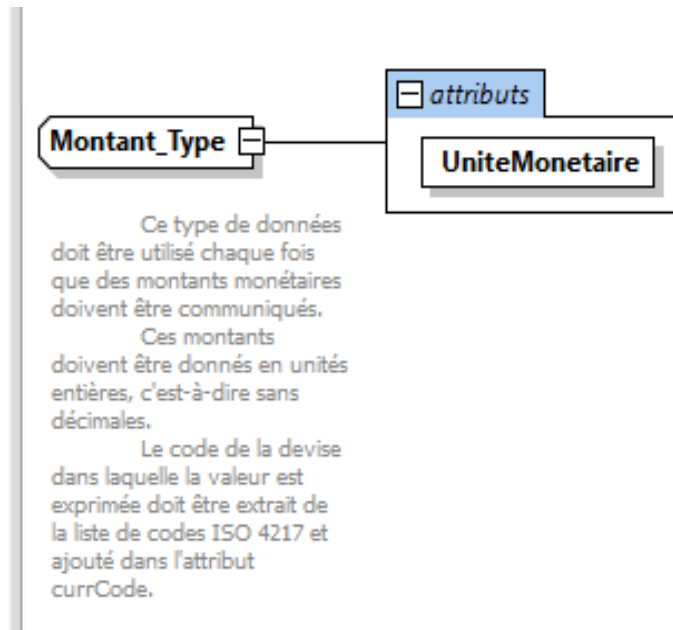 attributs
Montant_Type
UniteMonetaire
Ce type de données
doit être utilisé chaque fois
que des montants monétaires
doivent être communiqués.
Ces montants
doivent être donnés en unités
entières, c'est-à-dire sans
décimales.
Le code de la devise
dans laquelle la valeur est
exprimée doit être extrait de
la liste de codes ISO 4217 et
ajouté dans l'attribut
currCode.